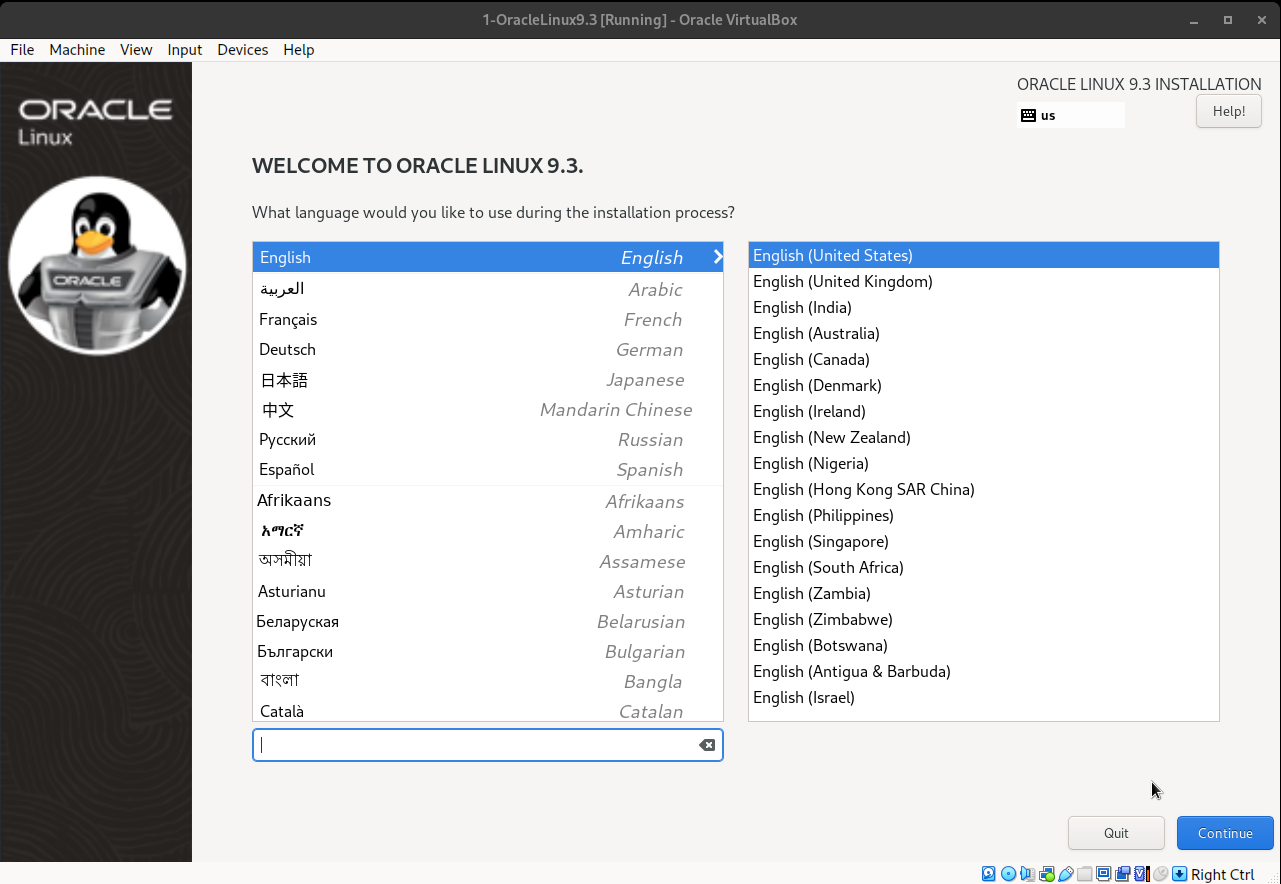 1-OracleLinux9.3 [Running] - Oracle VirtualBox
File Machine View Input Devices Help
ORACLE
Linux
ORACLE
ORACLE LINUX 9.3 INSTALLATION
us
Help!
WELCOME TO ORACLE LINUX 9.3.
What language would you like to use during the installation process?
English English
العربية Arabic
Français French
Deutsch German
日本語 Japanese
中文 Mandarin Chinese
Русский Russian
Español Spanish
Afrikaans Afrikaans
አማርኛ Amharic
অসমীয়া Assamese
Asturianu Asturian
Беларуская Belarusian
Български Bulgarian
বাংলা Bangla
Català Catalan
English (United States)
English (United Kingdom)
English (India)
English (Australia)
English (Canada)
English (Denmark)
English (Ireland)
English (New Zealand)
English (Nigeria)
English (Hong Kong SAR China)
English (Philippines)
English (Singapore)
English (South Africa)
English (Zambia)
English (Zimbabwe)
English (Botswana)
English (Antigua & Barbuda)
English (Israel)
Quit
Continue
Right Ctrl